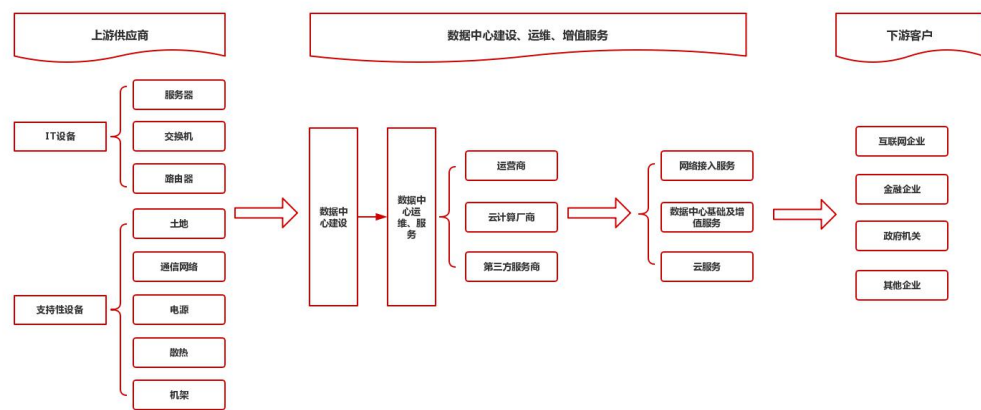 上游供应商
数据中心建设、运维、增值服务
下游客户
IT设备
服务器
交换机
路由器
支持性设备
土地
通信网络
电源
散热
机架
数据中
心建设
数据中
心运
维、服
务
运营商
云计算厂商
第三方服务商
网络接入服务
数据中心基础及增
值服务
云服务
互联网企业
金融企业
政府机关
其他企业